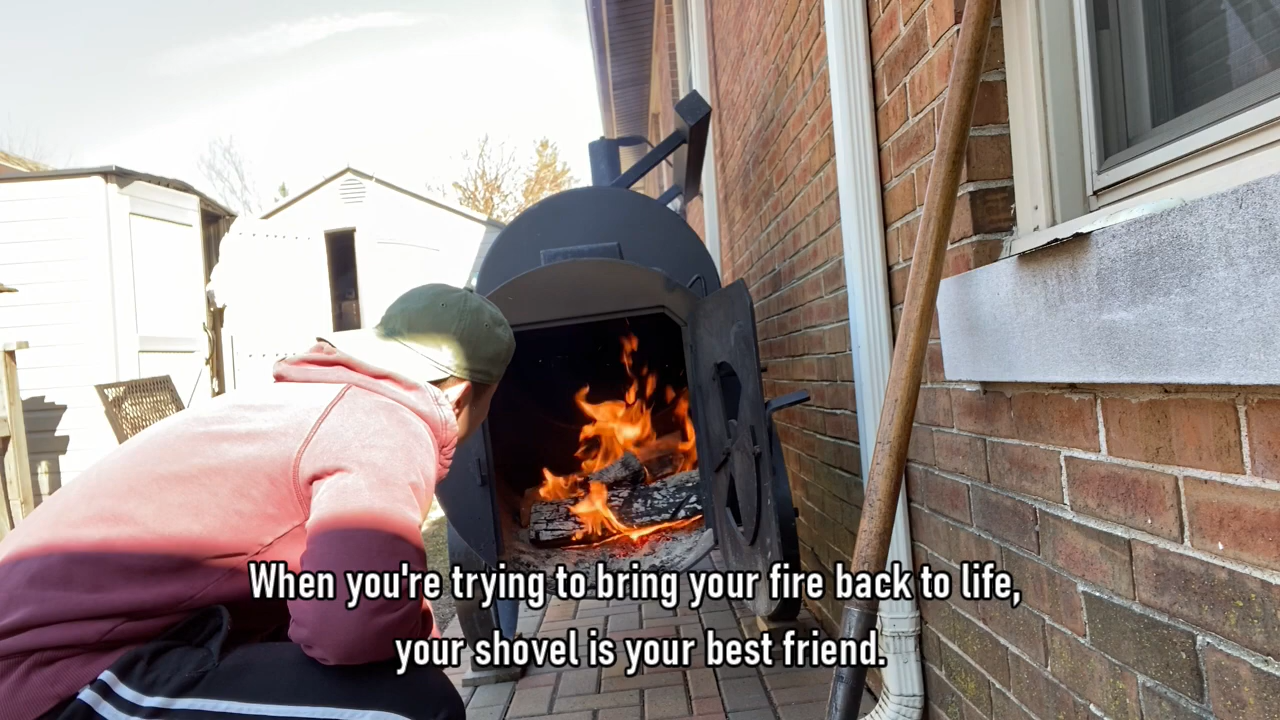 When you're trying to bring your fire back to life,
your shovel is your best friend.